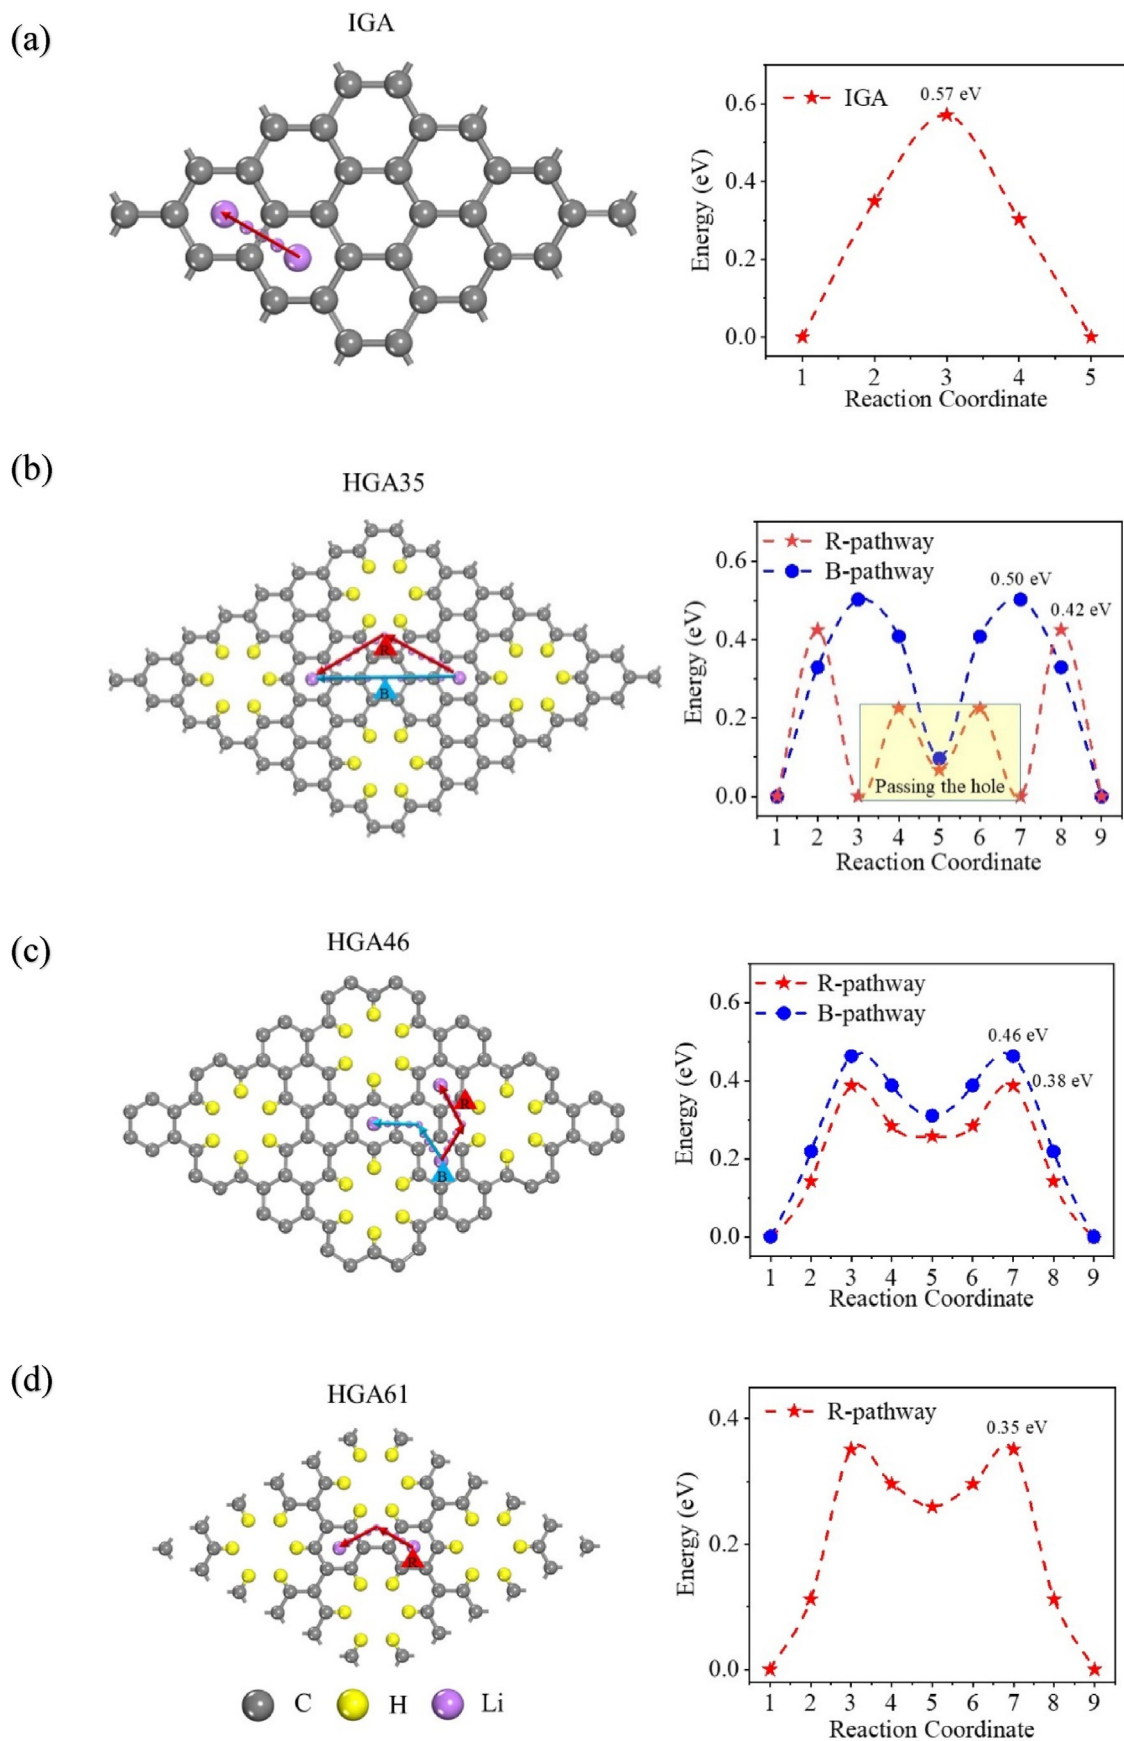 (a)
IGA
IGA
0.57 eV
0.6
0.4
0.2
0.0
Energy (eV)
1 2 3 4 5
Reaction Coordinate
(b)
HGA35
R
B
R-pathway
B-pathway
0.50 eV
0.42 eV
0.6
0.4
0.2
0.0
Energy (eV)
Passing the hole
1 2 3 4 5 6 7 8 9
Reaction Coordinate
(c)
HGA46
R
B
R-pathway
B-pathway
0.46 eV
0.38 eV
0.6
0.4
0.2
0.0
Energy (eV)
1 2 3 4 5 6 7 8 9
Reaction Coordinate
(d)
HGA61
R
R-pathway
0.35 eV
0.4
0.2
0.0
Energy (eV)
1 2 3 4 5 6 7 8 9
Reaction Coordinate
C H Li